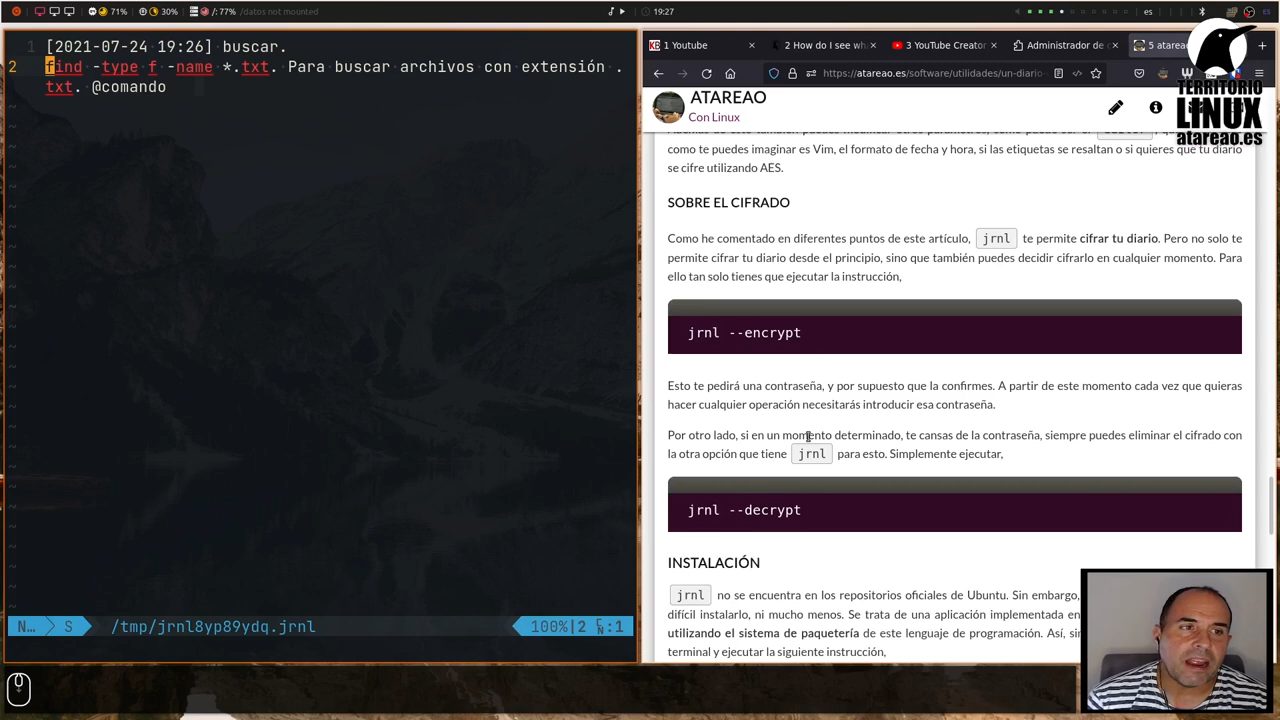 71% 30% /: 77% /datos not mounted 19:27 es ES
1 [2021-07-24 19:26] buscar.
2 find -type f -name *.txt. Para buscar archivos con extensión .
txt. @comando
N… S /tmp/jrnl8yp89ydq.jrnl 100%|2 :1
1 Youtube
2 How do I see wh
3 YouTube Creator
Administrador de
5 atarea
https://atareao.es/software/utilidades/un-diario
ATAREAO
Con Linux
TERRITORIO
LINUX
atareao.es
como te puedes imaginar es Vim, el formato de fecha y hora, si las etiquetas se resaltan o si quieres que tu diario
se cifre utilizando AES.
SOBRE EL CIFRADO
Como he comentado en diferentes puntos de este artículo, jrnl te permite cifrar tu diario. Pero no solo te
permite cifrar tu diario desde el principio, sino que también puedes decidir cifrarlo en cualquier momento. Para
ello tan solo tienes que ejecutar la instrucción,
jrnl --encrypt
Esto te pedirá una contraseña, y por supuesto que la confirmes. A partir de este momento cada vez que quieras
hacer cualquier operación necesitarás introducir esa contraseña.
Por otro lado, si en un momento determinado, te cansas de la contraseña, siempre puedes eliminar el cifrado con
la otra opción que tiene jrnl para esto. Simplemente ejecutar,
jrnl --decrypt
INSTALACIÓN
jrnl no se encuentra en los repositorios oficiales de Ubuntu. Sin embargo,
difícil instalarlo, ni mucho menos. Se trata de una aplicación implementada en
utilizando el sistema de paquetería de este lenguaje de programación. Así, si
terminal y ejecutar la siguiente instrucción,